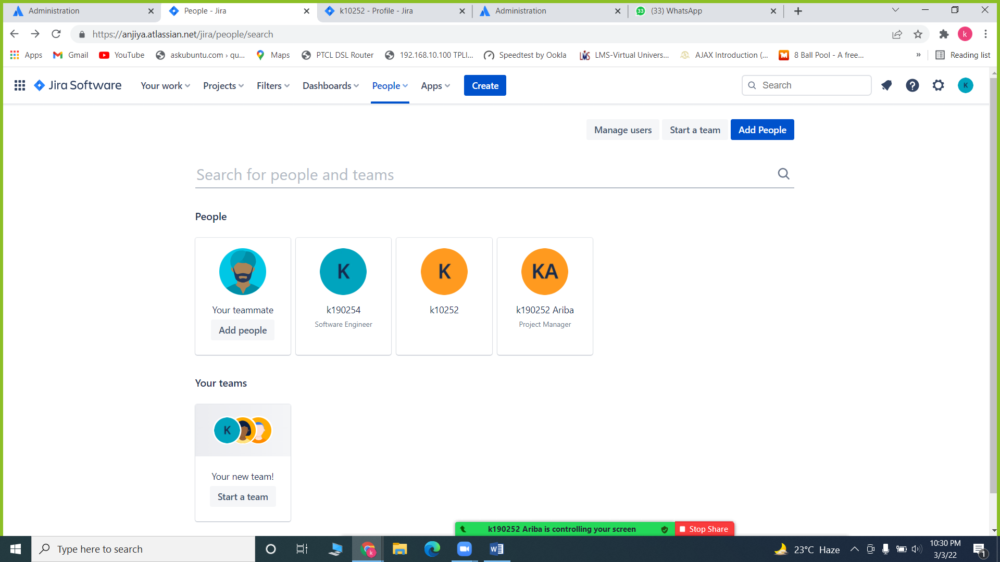 Administration People - Jira k10252 - Profile - Jira Administration 33 (33) WhatsApp
https://anjiya.atlassian.net/jira/people/search k
Apps Gmail YouTube askubuntu.com › qu... Maps PTCL DSL Router 192.168.10.100 TPLI... Speedtest by Ookla LMS LMS-Virtual Univers... AJAX Introduction (... m 8 Ball Pool - A free... » Reading list
Jira Software Your work Projects Filters Dashboards People Apps Create Search ? K
Manage users Start a team Add People
Search for people and teams
People
K K KA
Your teammate k190254 k10252 k190252 Ariba
Software Engineer Project Manager
Add people
Your teams
K
Your new team!
Start a team
k190252 Ariba is controlling your screen Stop Share
Type here to search k W 23°C Haze 10:30 PM
3/3/22 1